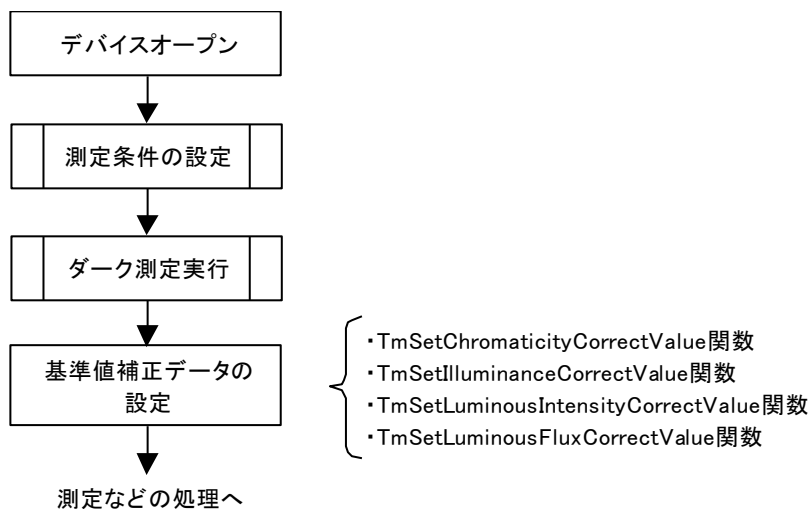 デバイスオープン
測定条件の設定
ダーク測定実行
基準値補正データの
設定
・TmSetChromaticityCorrectValue関数
・TmSetIlluminanceCorrectValue関数
・TmSetLuminousIntensityCorrectValue関数
・TmSetLuminousFluxCorrectValue関数
測定などの処理へ